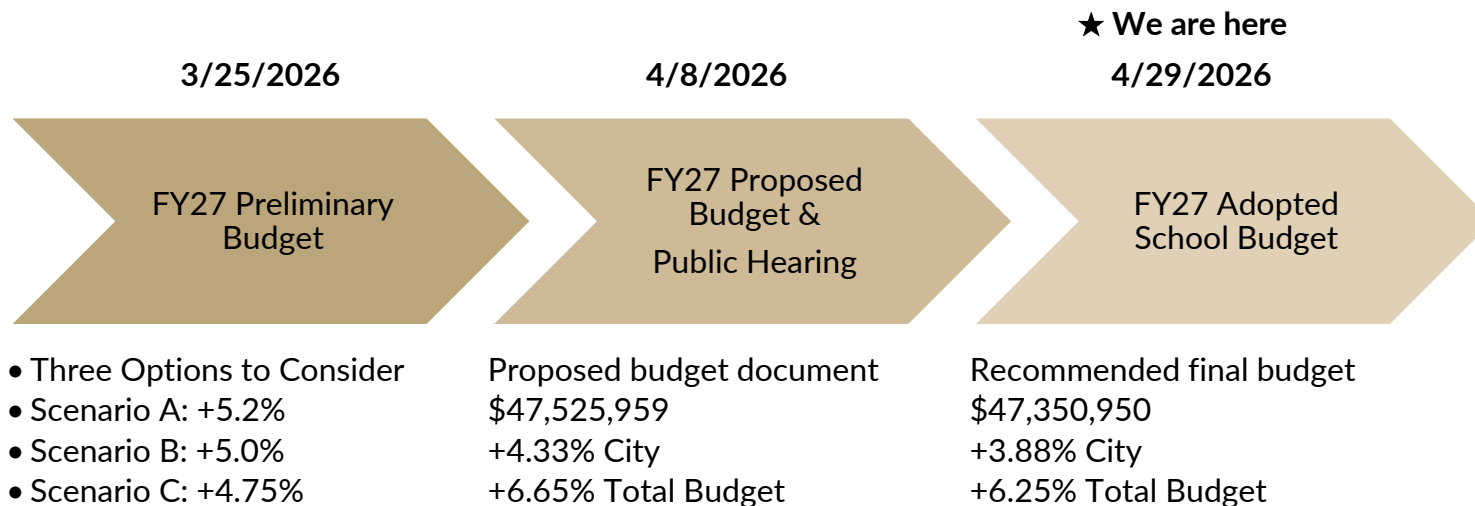 ★ We are here
3/25/2026
4/8/2026
4/29/2026
FY27 Preliminary
Budget
FY27 Proposed
Budget &
Public Hearing
FY27 Adopted
School Budget
• Three Options to Consider
• Scenario A: +5.2%
• Scenario B: +5.0%
• Scenario C: +4.75%
Proposed budget document
$47,525,959
+4.33% City
+6.65% Total Budget
Recommended final budget
$47,350,950
+3.88% City
+6.25% Total Budget